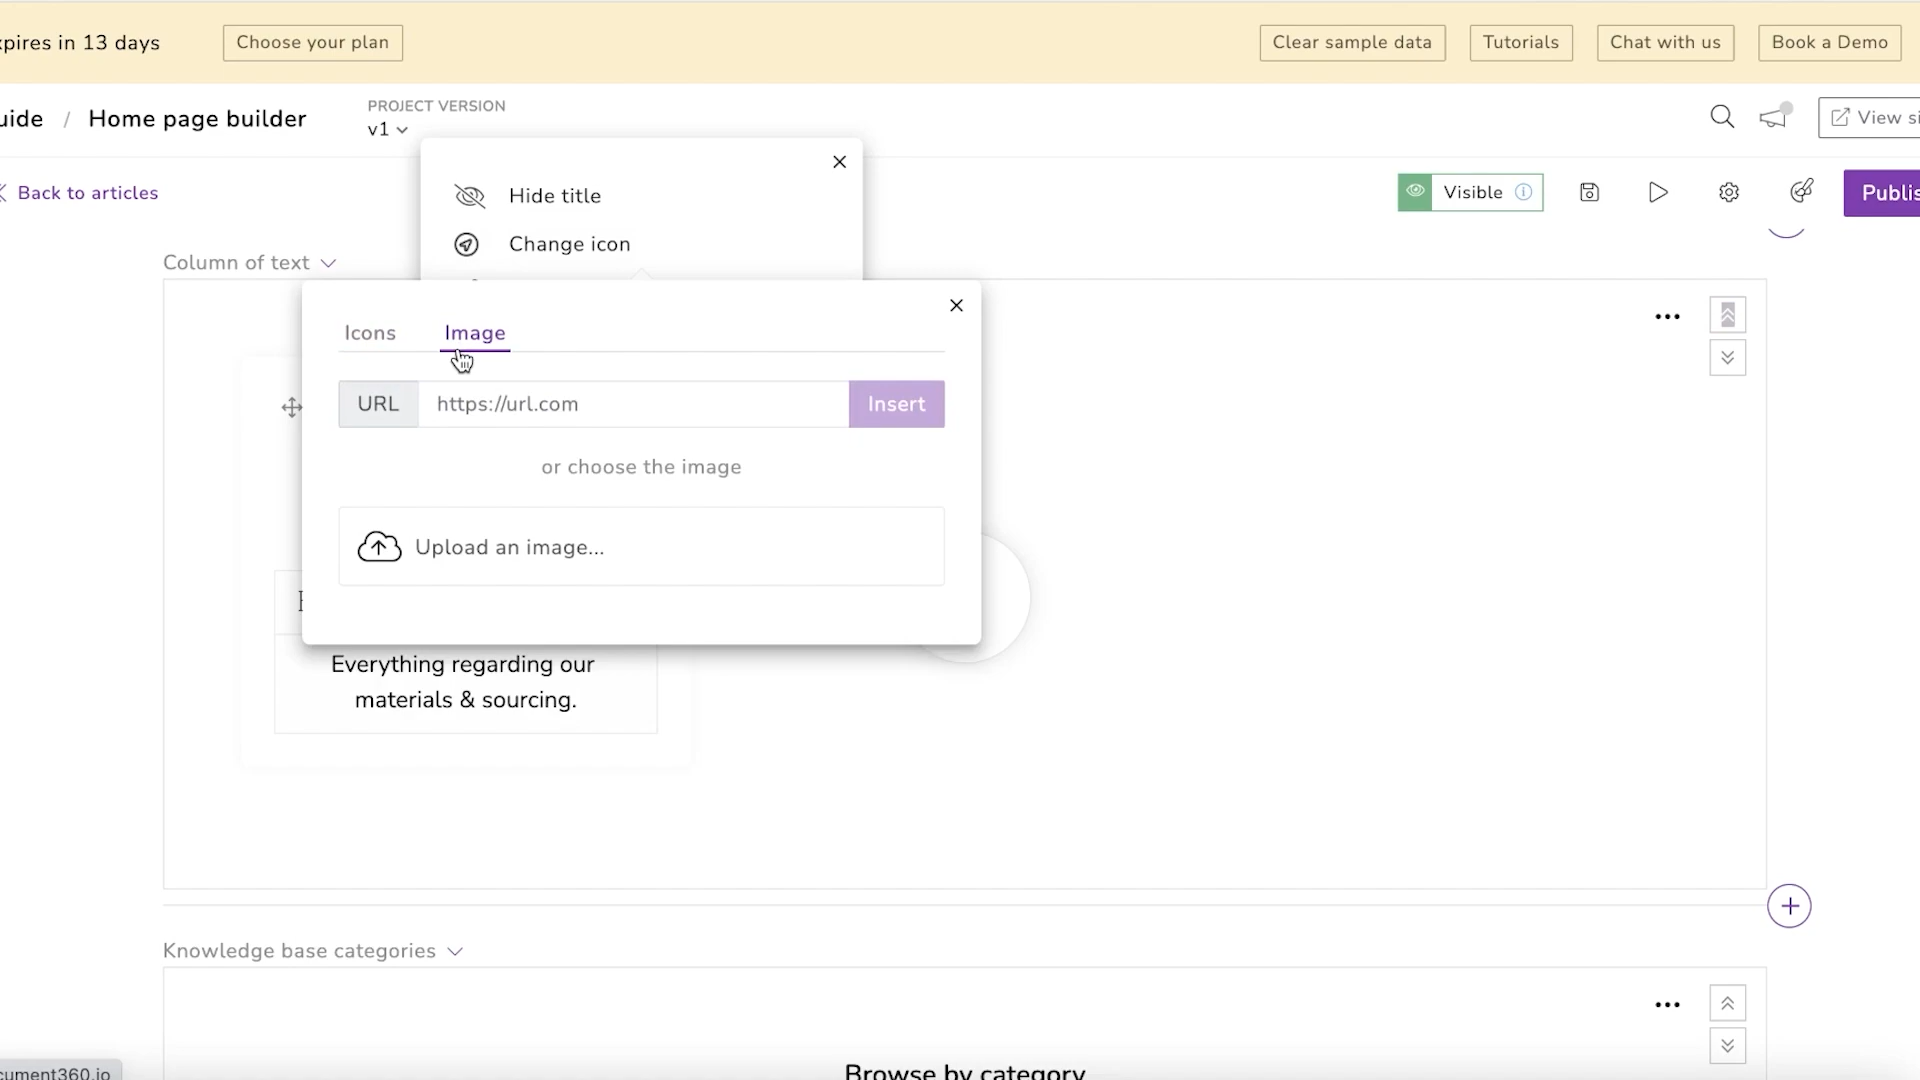 xpires in 13 days
Choose your plan
Clear sample data
Tutorials
Chat with us
Book a Demo
uide / Home page builder
PROJECT VERSION
v1
View si
Back to articles
Hide title
Change icon
Visible
Publis
Column of text
Icons
Image
URL
https://url.com
Insert
or choose the image
Upload an image...
Everything regarding our
materials & sourcing.
Knowledge base categories
Browse by category
cument360.io